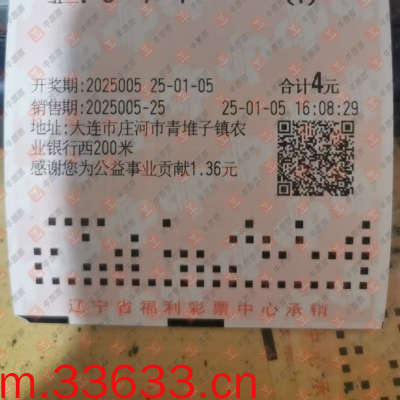 开奖期:2025005 25-01-05 合计4元
销售期:2025005-25 25-01-05 16:08:29
地址:大连市庄河市青堆子镇农
业银行西200米
感谢您为公益事业贡献1.36元
辽宁省福利彩票中心承销
m.33633.cn